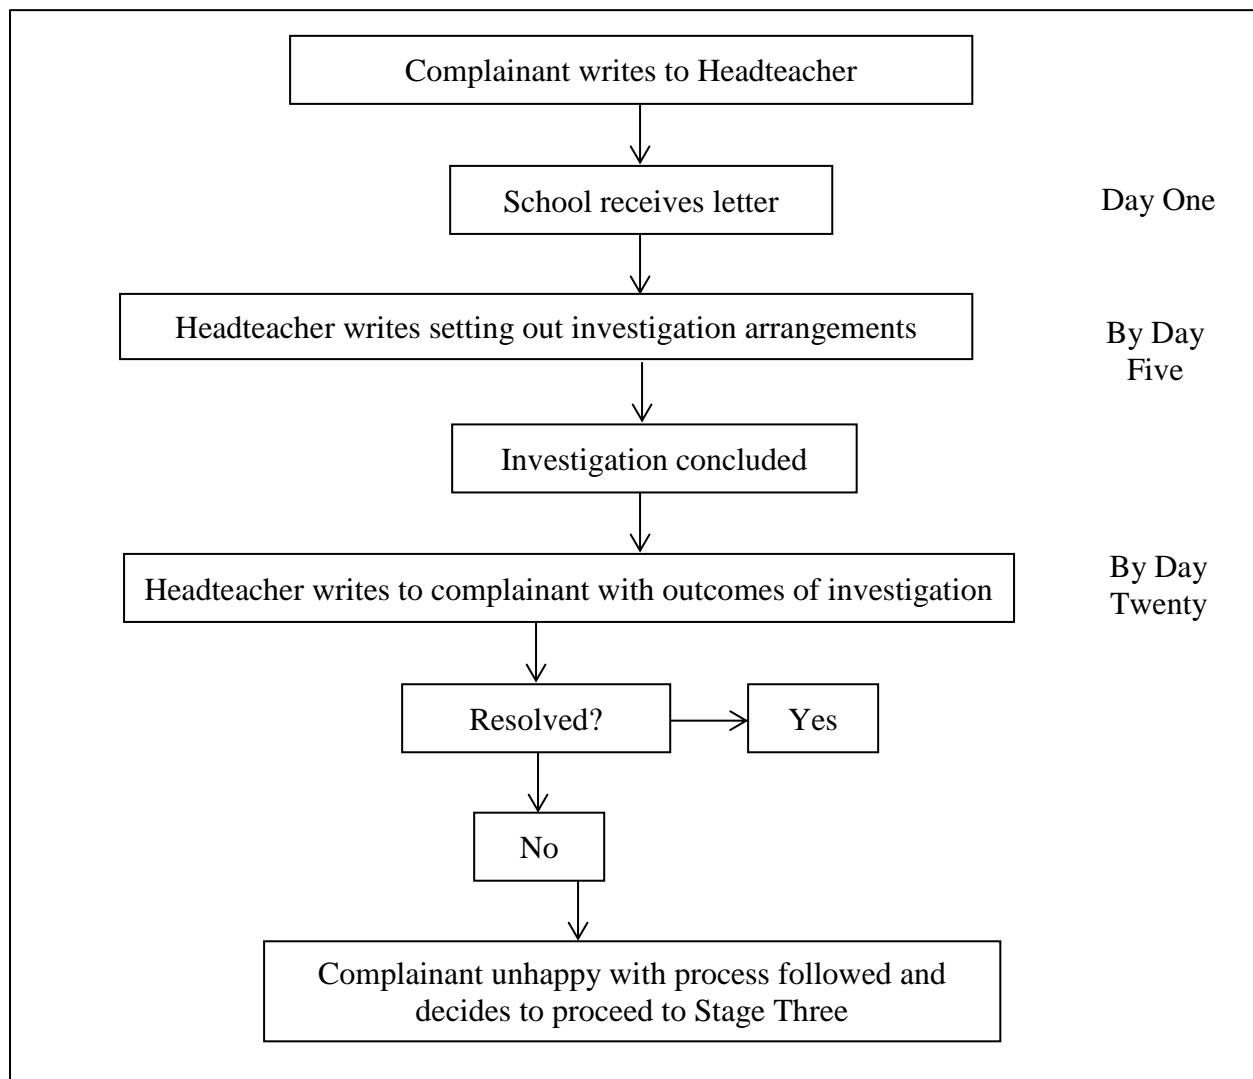 Complainant writes to Headteacher
School receives letter
Day One
Headteacher writes setting out investigation arrangements
By Day
Five
Investigation concluded
Headteacher writes to complainant with outcomes of investigation
By Day
Twenty
Resolved?
Yes
No
Complainant unhappy with process followed and
decides to proceed to Stage Three